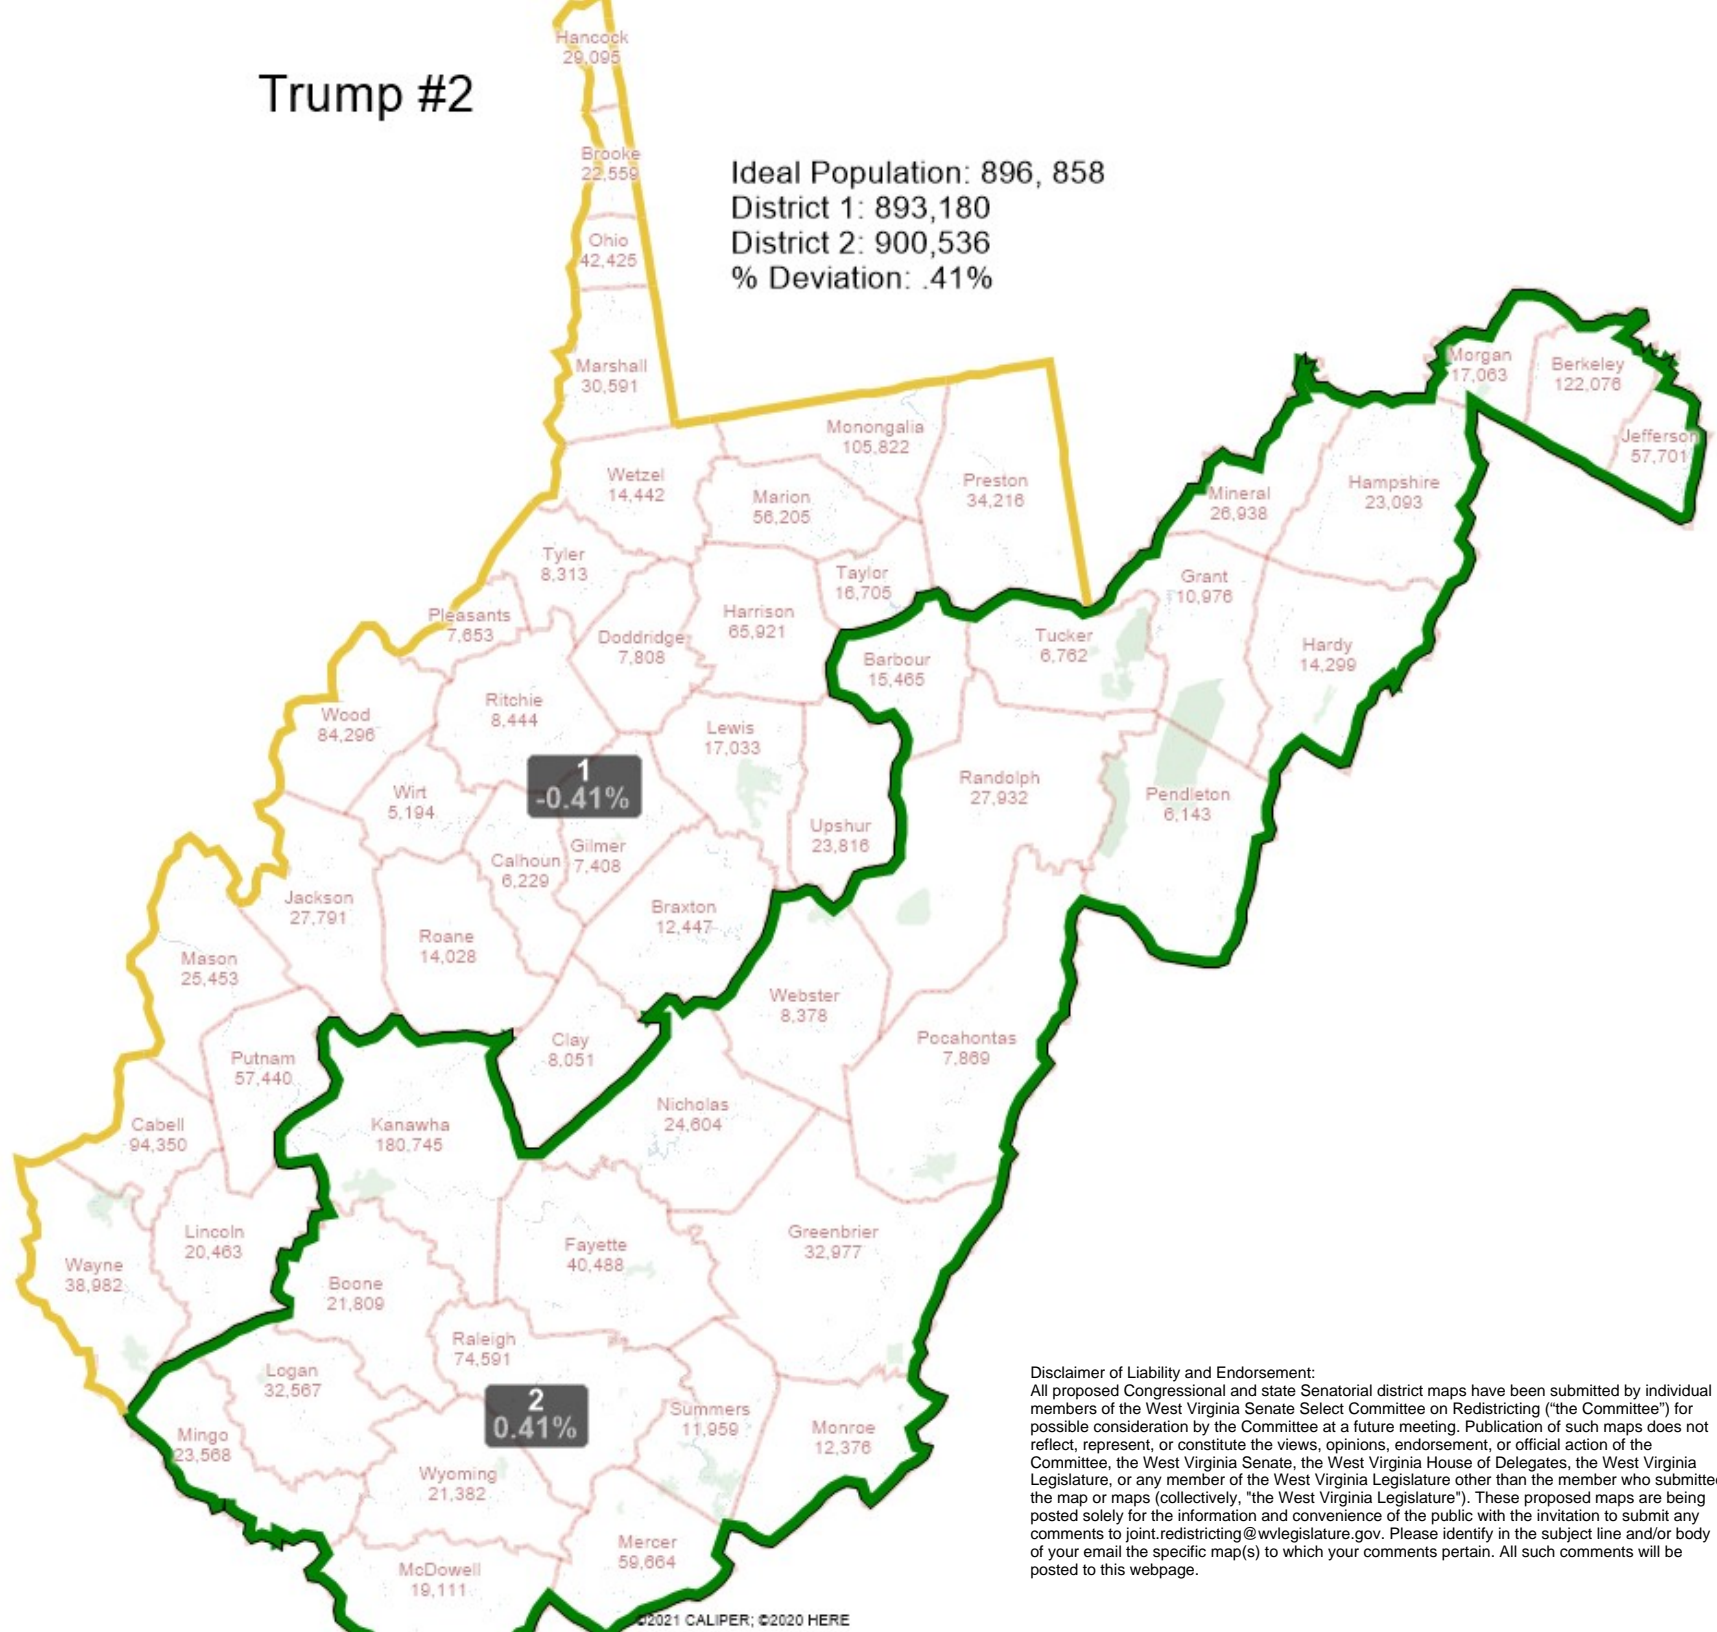 Trump #2
Ideal Population: 896, 858
District 1: 893,180
District 2: 900,536
% Deviation: .41%
Hancock
29,095
Brooke
22,559
Ohio
42,425
Marshall
30,591
Wetzel
14,442
Monongalia
105,822
Marion
56,205
Preston
34,216
Tyler
8,313
Pleasants
7,653
Doddridge
7,808
Harrison
65,921
Taylor
16,705
Barbour
15,465
Tucker
6,762
Grant
10,976
Mineral
26,938
Hampshire
23,093
Morgan
17,063
Berkeley
122,076
Jefferson
57,701
Hardy
14,299
Wood
84,296
Ritchie
8,444
Lewis
17,033
1
-0.41%
Wirt
5,194
Calhoun
6,229
Gilmer
7,408
Upshur
23,816
Randolph
27,932
Pendleton
6,143
Jackson
27,791
Roane
14,028
Braxton
12,447
Mason
25,453
Webster
8,378
Pocahontas
7,869
Putnam
57,440
Clay
8,051
Cabell
94,350
Kanawha
180,745
Nicholas
24,604
Wayne
38,982
Lincoln
20,463
Fayette
40,488
Greenbrier
32,977
Boone
21,809
Raleigh
74,591
Logan
32,567
2
0.41%
Summers
11,959
Monroe
12,376
Mingo
23,568
Wyoming
21,382
Mercer
59,664
McDowell
19,111
©2021 CALIPER; ©2020 HERE
Disclaimer of Liability and Endorsement:
All proposed Congressional and state Senatorial district maps have been submitted by individual
members of the West Virginia Senate Select Committee on Redistricting (“the Committee”) for
possible consideration by the Committee at a future meeting. Publication of such maps does not
reflect, represent, or constitute the views, opinions, endorsement, or official action of the
Committee, the West Virginia Senate, the West Virginia House of Delegates, the West Virginia
Legislature, or any member of the West Virginia Legislature other than the member who submitted
the map or maps (collectively, "the West Virginia Legislature"). These proposed maps are being
posted solely for the information and convenience of the public with the invitation to submit any
comments to joint.redistricting@wvlegislature.gov. Please identify in the subject line and/or body
of your email the specific map(s) to which your comments pertain. All such comments will be
posted to this webpage.